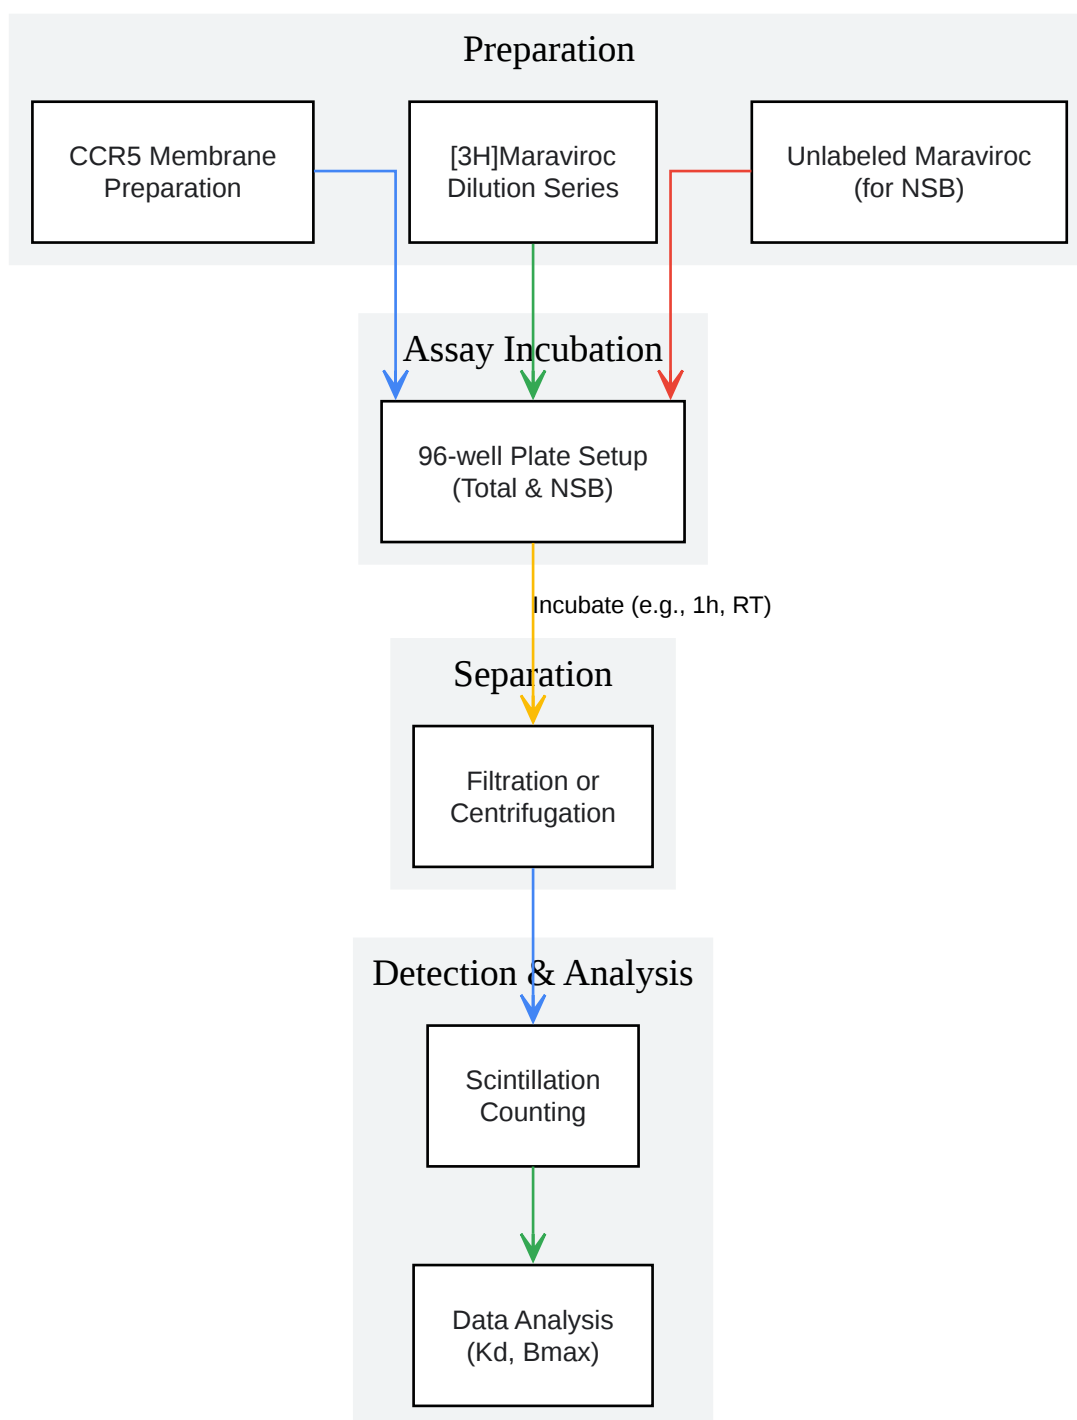 Preparation
CCR5 Membrane
Preparation
[3H]Maraviroc
Dilution Series
Unlabeled Maraviroc
(for NSB)
Assay Incubation
96-well Plate Setup
(Total & NSB)
Incubate (e.g., 1h, RT)
Separation
Filtration or
Centrifugation
Detection & Analysis
Scintillation
Counting
Data Analysis
(Kd, Bmax)